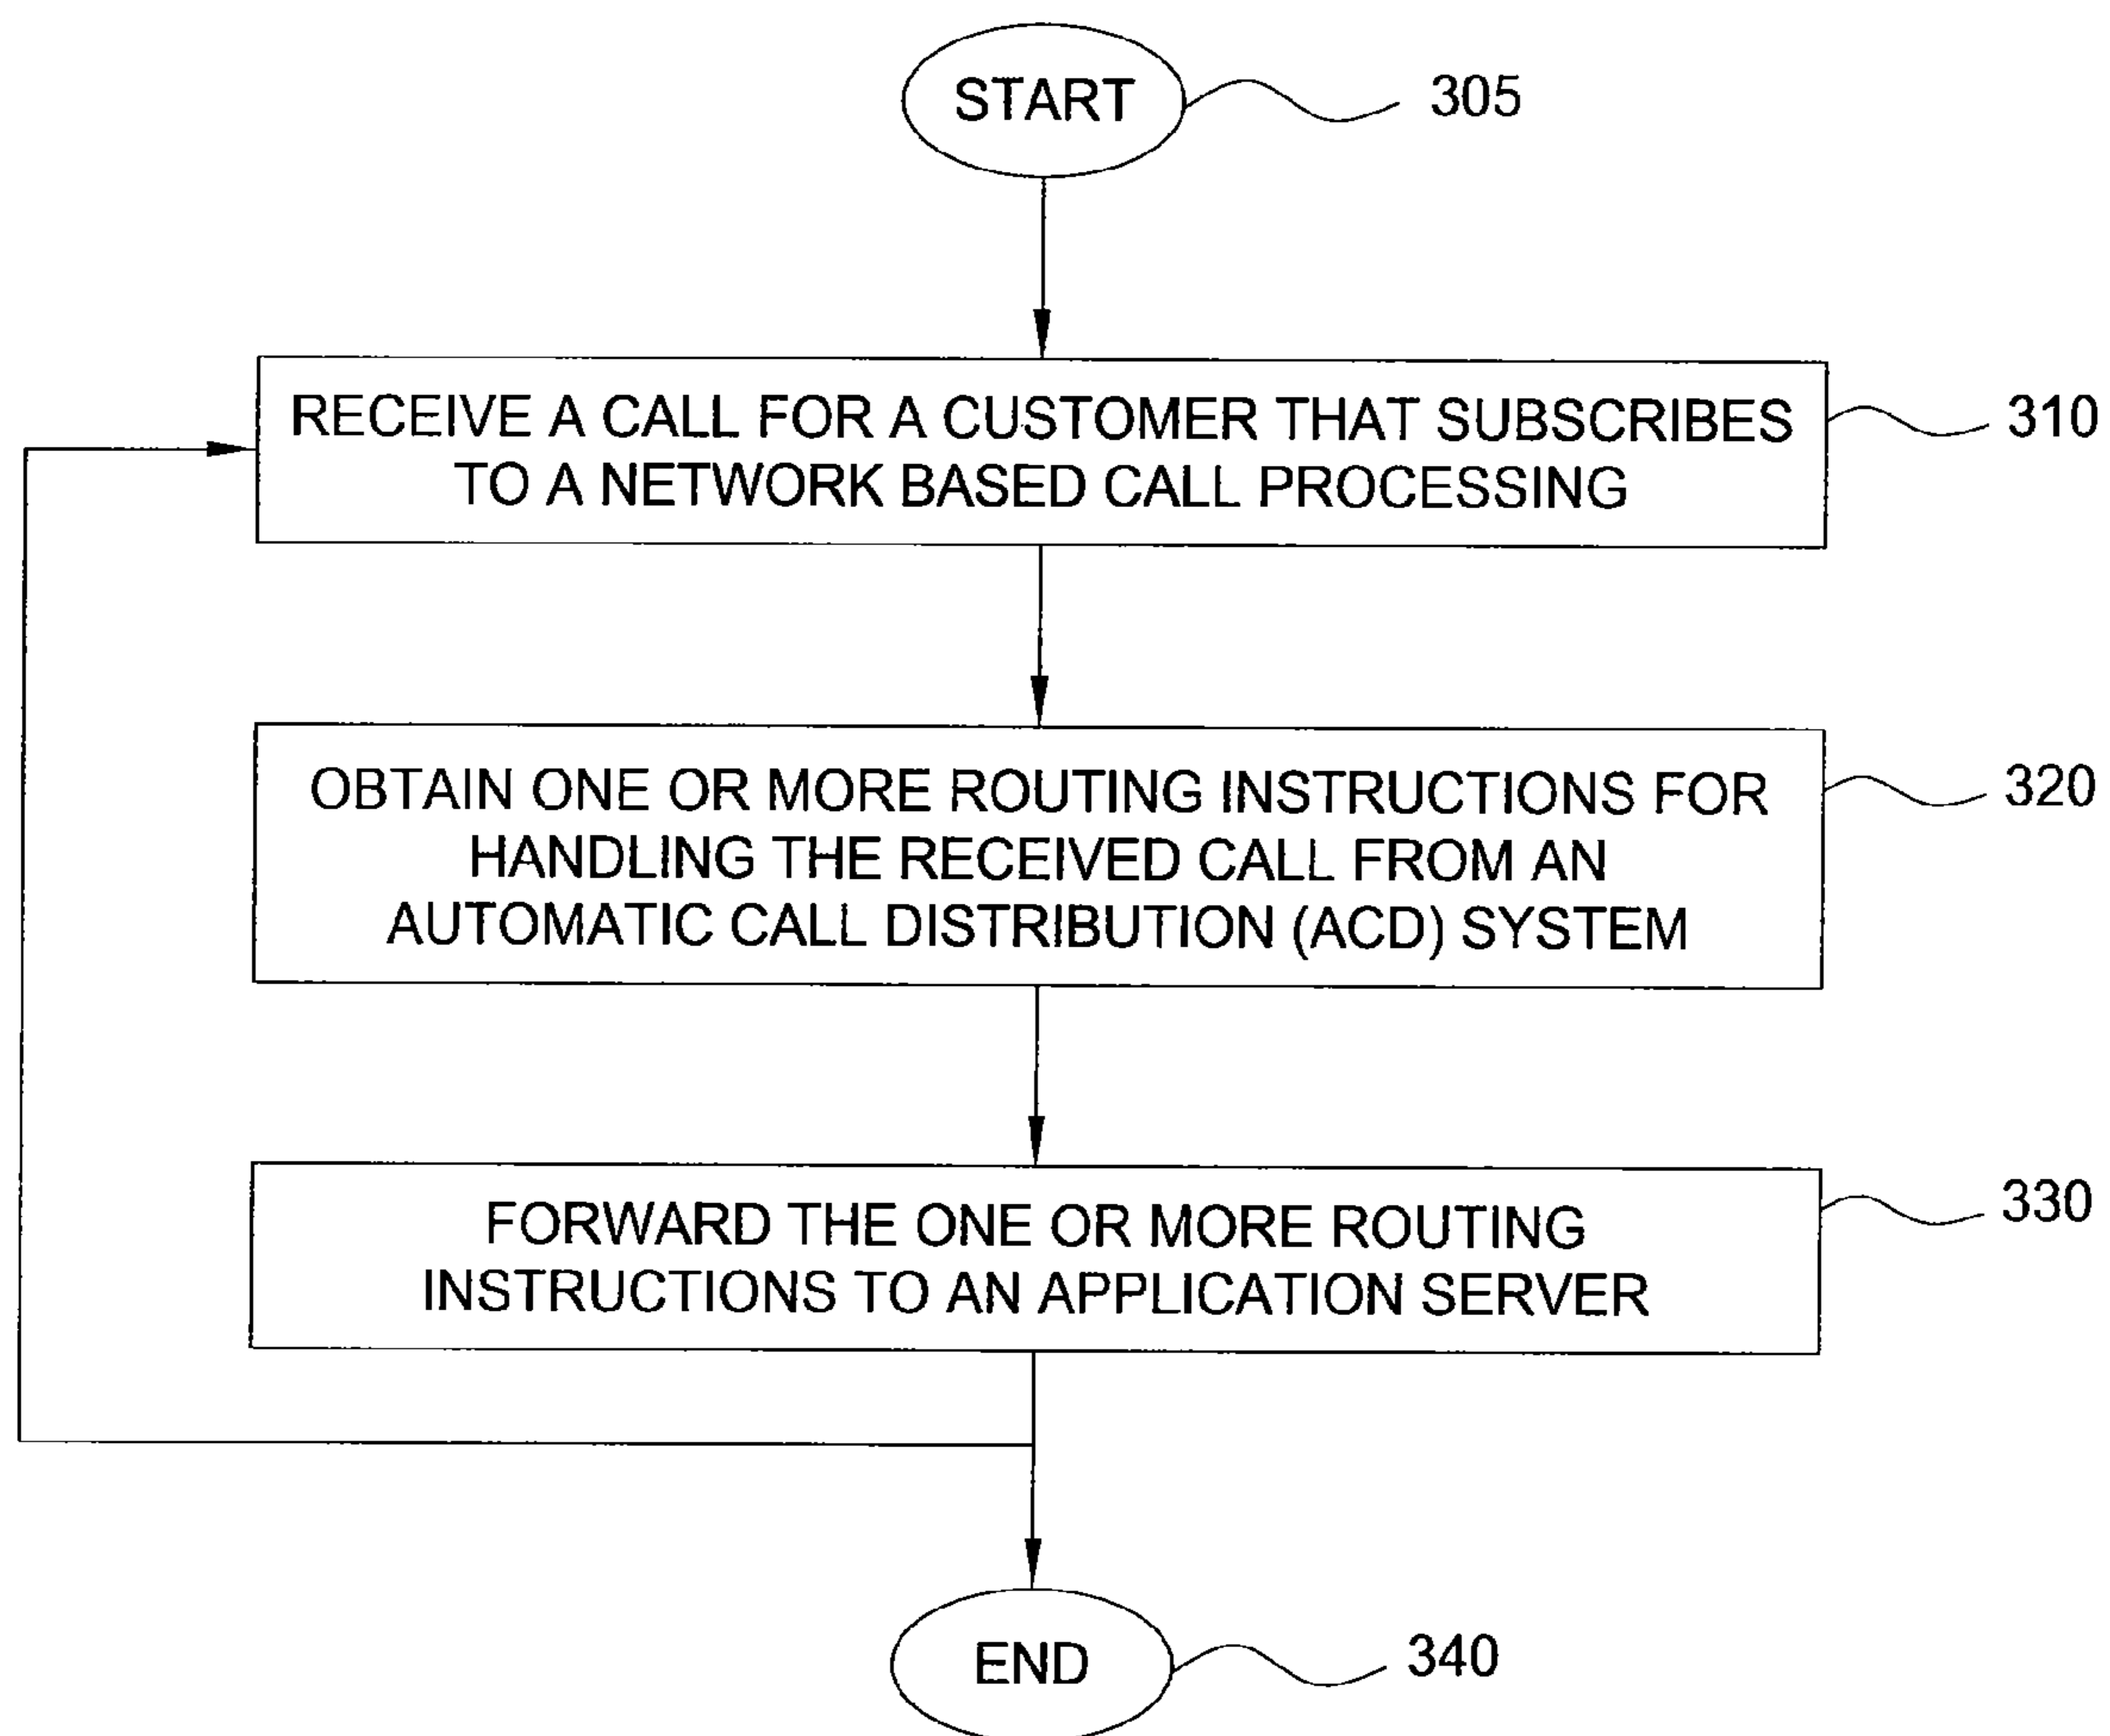 START
305
RECEIVE A CALL FOR A CUSTOMER THAT SUBSCRIBES
TO A NETWORK BASED CALL PROCESSING
310
OBTAIN ONE OR MORE ROUTING INSTRUCTIONS FOR
HANDLING THE RECEIVED CALL FROM AN
AUTOMATIC CALL DISTRIBUTION (ACD) SYSTEM
320
FORWARD THE ONE OR MORE ROUTING
INSTRUCTIONS TO AN APPLICATION SERVER
330
END
340